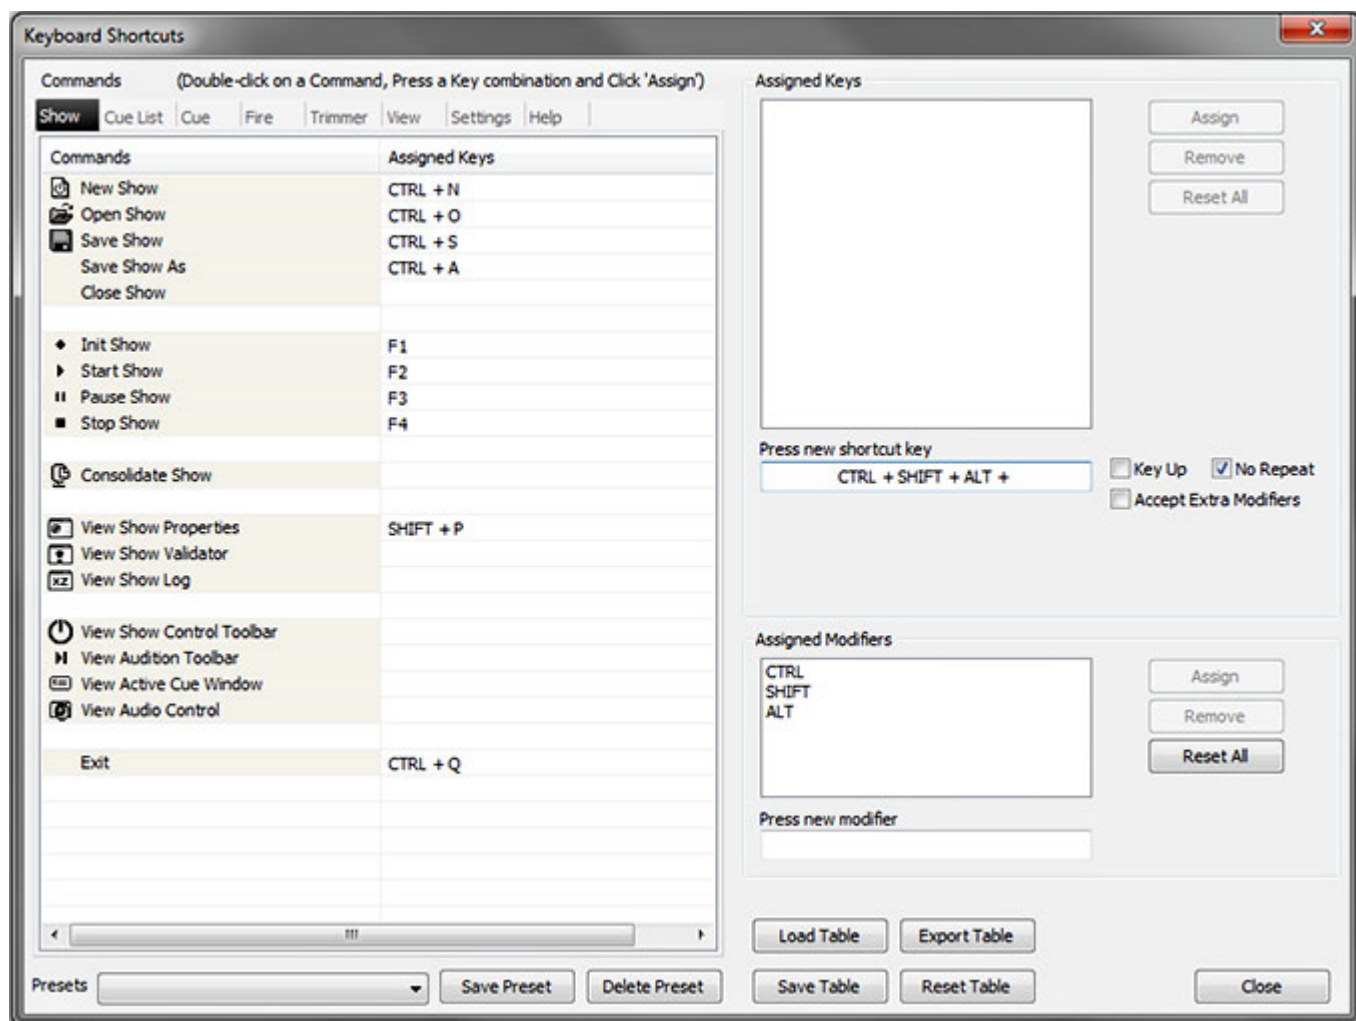 Keyboard Shortcuts
Commands (Double-click on a Command, Press a Key combination and Click 'Assign')
Show Cue List Cue Fire Trimmer View Settings Help
Commands Assigned Keys
New Show CTRL + N
Open Show CTRL + O
Save Show CTRL + S
Save Show As CTRL + A
Close Show
Init Show F1
Start Show F2
Pause Show F3
Stop Show F4
Consolidate Show
View Show Properties SHIFT + P
View Show Validator
XZ View Show Log
View Show Control Toolbar
View Audition Toolbar
View Active Cue Window
View Audio Control
Exit CTRL + Q
Presets
Save Preset Delete Preset
Assigned Keys
Assign
Remove
Reset All
Press new shortcut key
CTRL + SHIFT + ALT +
Key Up No Repeat
Accept Extra Modifiers
Assigned Modifiers
CTRL
SHIFT
ALT
Assign
Remove
Reset All
Press new modifier
Load Table Export Table
Save Table Reset Table Close